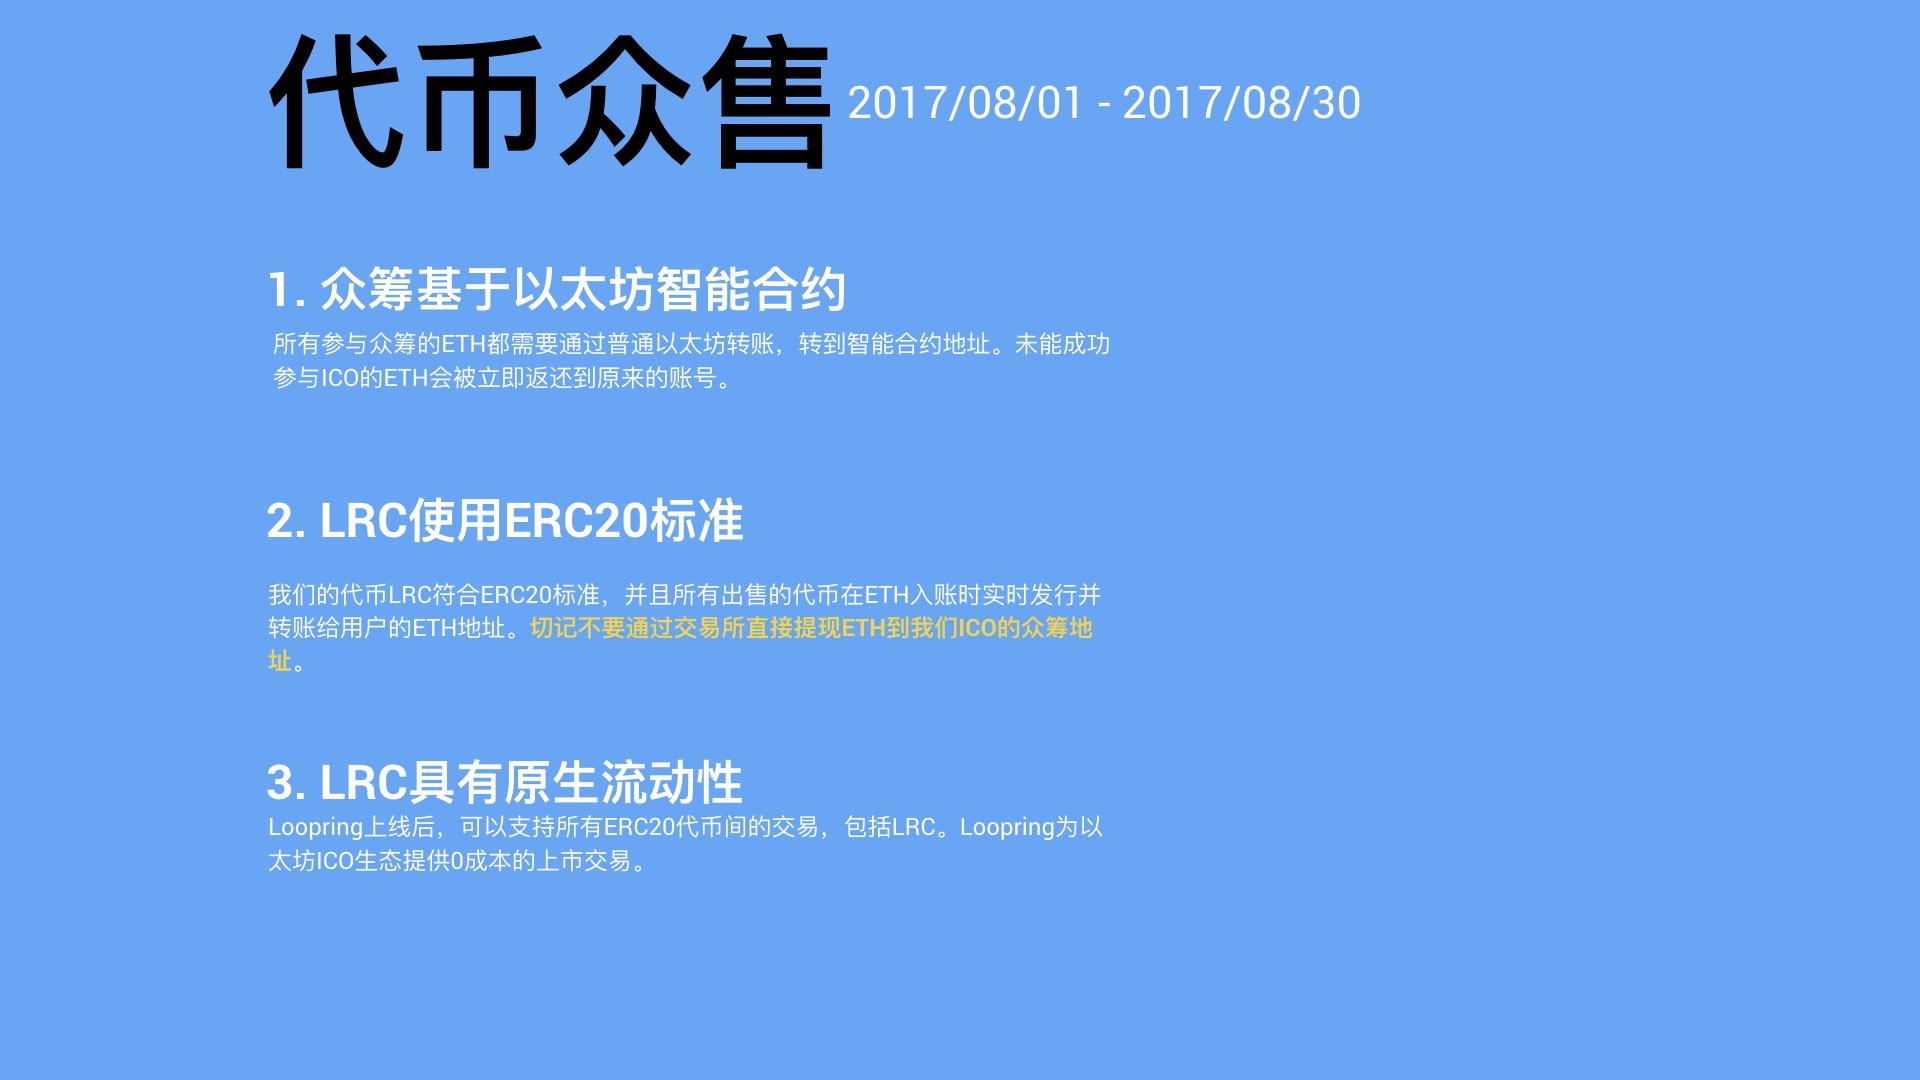 代币众售 2017/08/01 - 2017/08/30
1. 众筹基于以太坊智能合约
所有参与众筹的ETH都需要通过普通以太坊转账，转到智能合约地址。未能成功
参与ICO的ETH会被立即返还到原来的账号。
2. LRC使用ERC20标准
我们的代币LRC符合ERC20标准，并且所有出售的代币在ETH入账时实时发行并
转账给用户的ETH地址。切记不要通过交易所直接提现ETH到我们ICO的众筹地
址。
3. LRC具有原生流动性
Loopring上线后，可以支持所有ERC20代币间的交易，包括LRC。Loopring为以
太坊ICO生态提供0成本的上市交易。